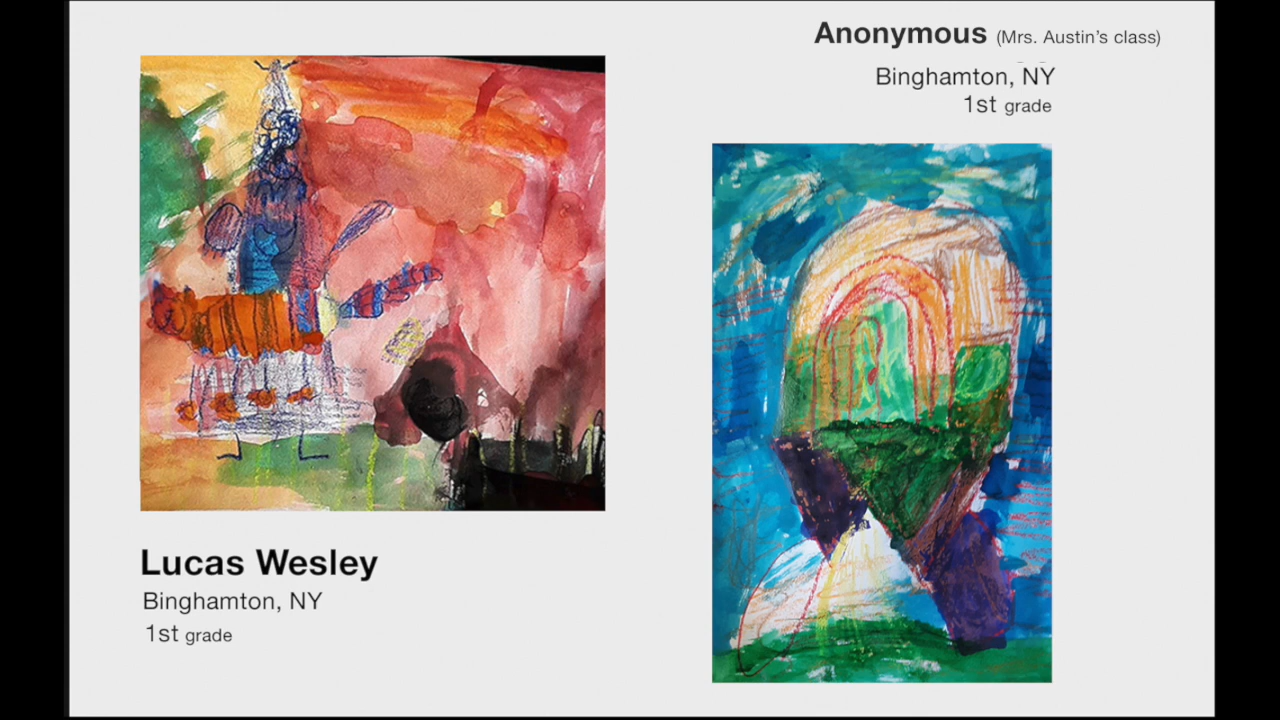 Anonymous (Mrs. Austin's class)
Binghamton, NY
1st grade
Lucas Wesley
Binghamton, NY
1st grade